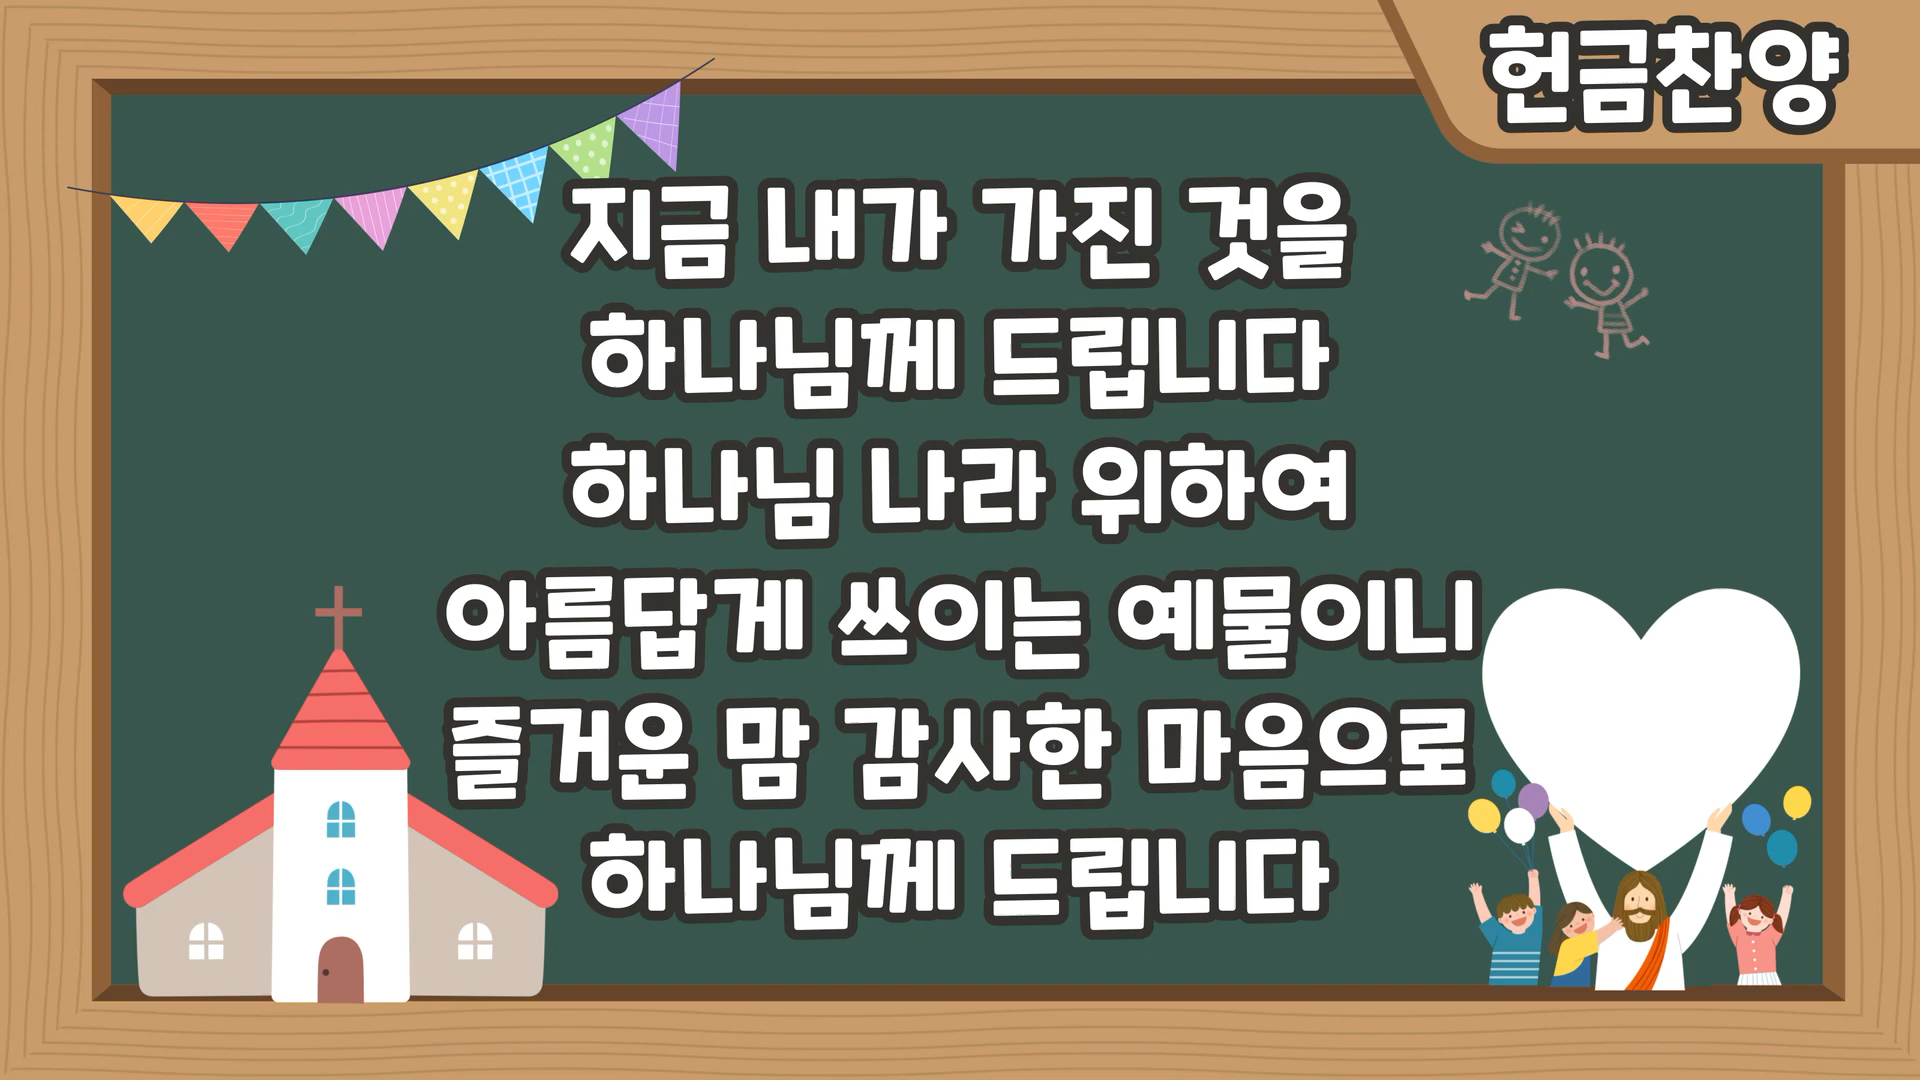 헌금찬양
지금 내가 가진 것을
하나님께 드립니다
하나님 나라 위하여
아름답게 쓰이는 예물이니
즐거운 맘 감사한 마음으로
하나님께 드립니다